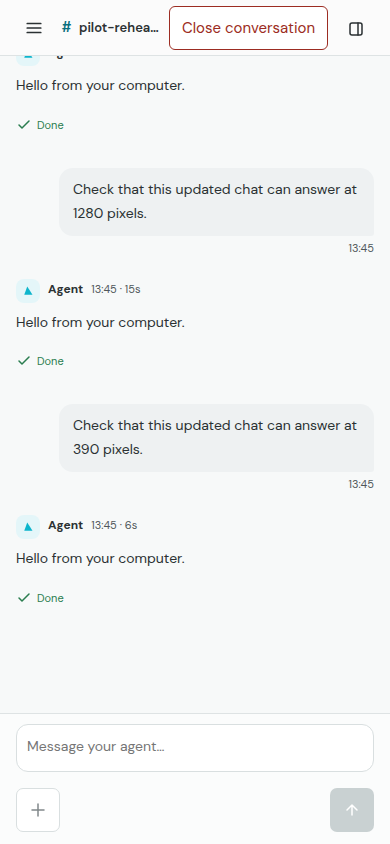 # pilot-rehea... Close conversation
Hello from your computer.
Done
Check that this updated chat can answer at
1280 pixels.
13:45
Agent 13:45 · 15s
Hello from your computer.
Done
Check that this updated chat can answer at
390 pixels.
13:45
Agent 13:45 · 6s
Hello from your computer.
Done
Message your agent...